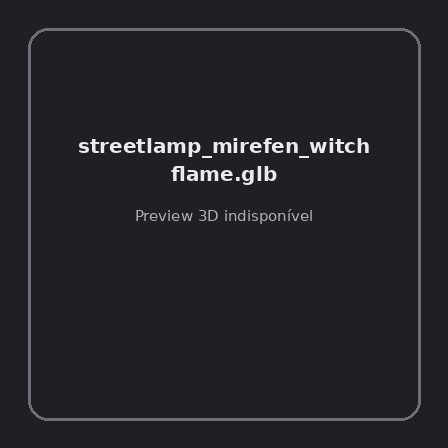 streetlamp_mirefen_witch
flame.glb
Preview 3D indisponível